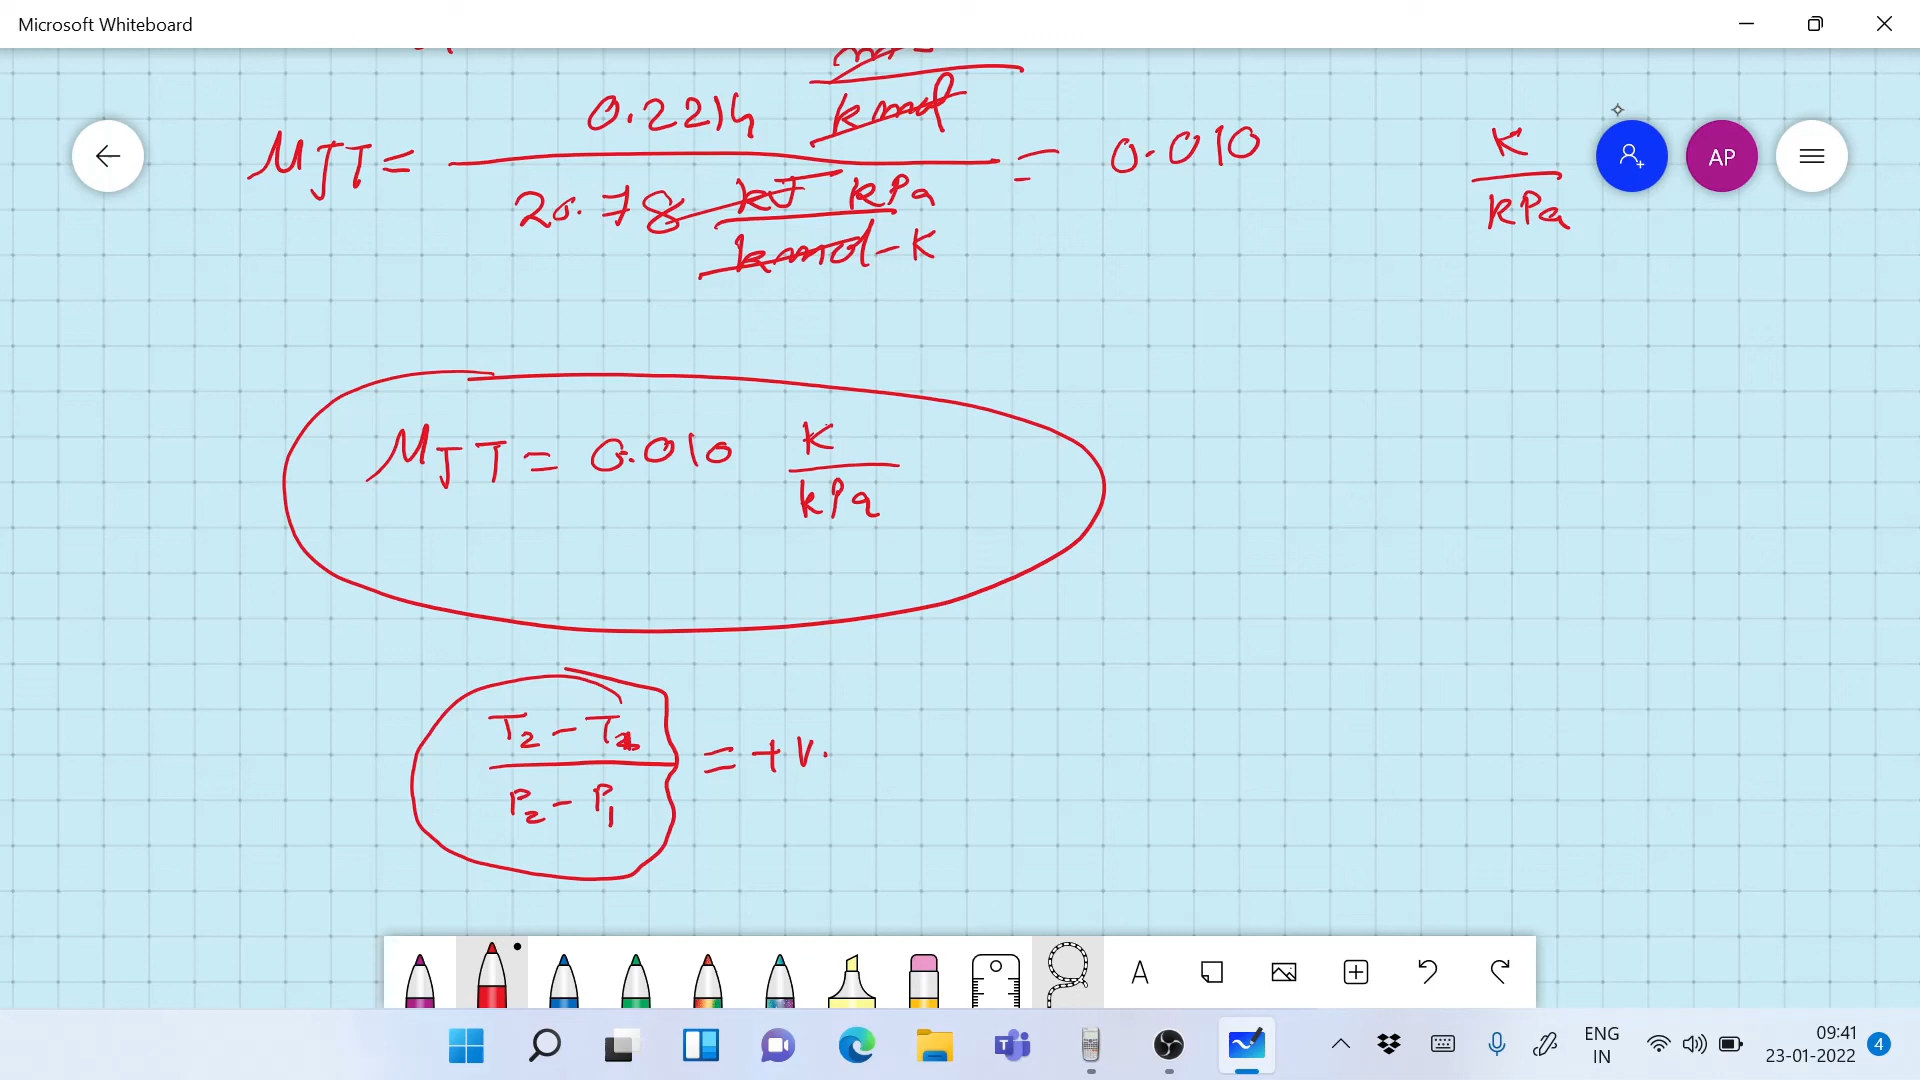 Microsoft Whiteboard
kmol
μJT = 0.2214 / 20.78 kJ kPa / kmol-K = 0.010 K / kPa
AP
μJT = 0.010 K
kPa
T2 - T1
P2 - P1
= +V.
A
T
ENG
IN
09:41
23-01-2022
4